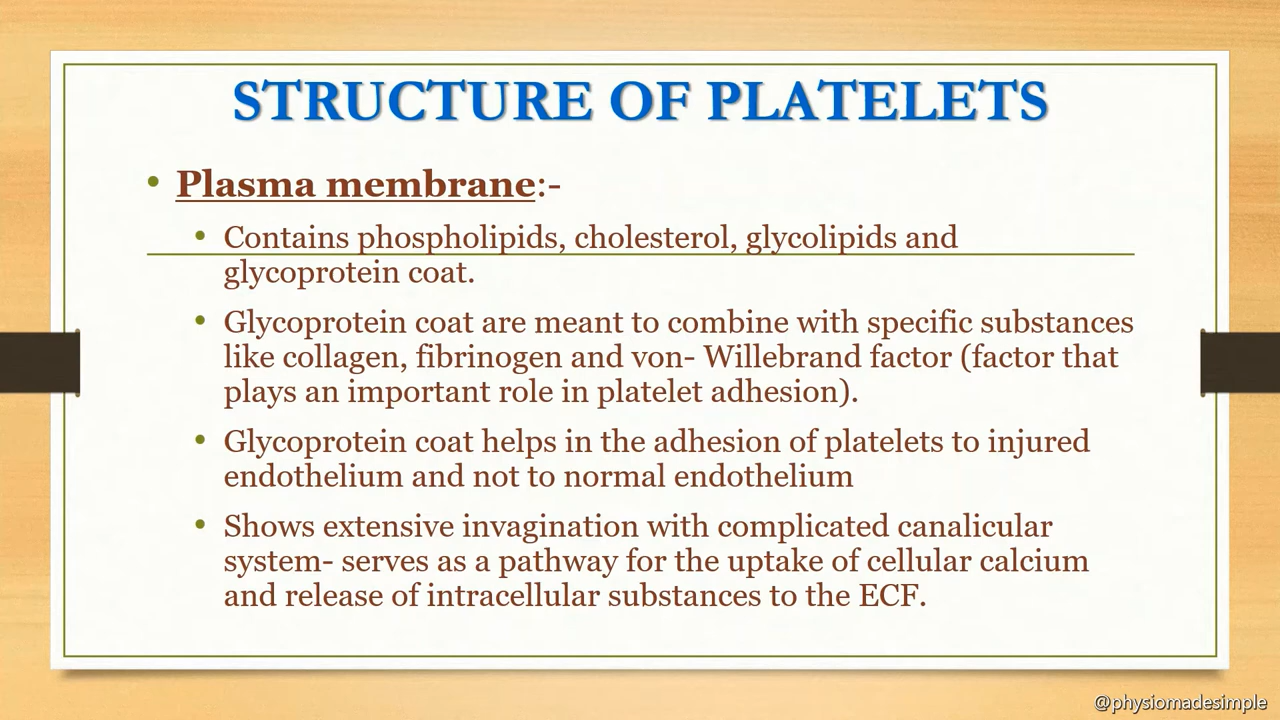 STRUCTURE OF PLATELETS
• Plasma membrane:-
• Contains phospholipids, cholesterol, glycolipids and
glycoprotein coat.
• Glycoprotein coat are meant to combine with specific substances
like collagen, fibrinogen and von- Willebrand factor (factor that
plays an important role in platelet adhesion).
• Glycoprotein coat helps in the adhesion of platelets to injured
endothelium and not to normal endothelium
• Shows extensive invagination with complicated canalicular
system- serves as a pathway for the uptake of cellular calcium
and release of intracellular substances to the ECF.
@physiomadesimple